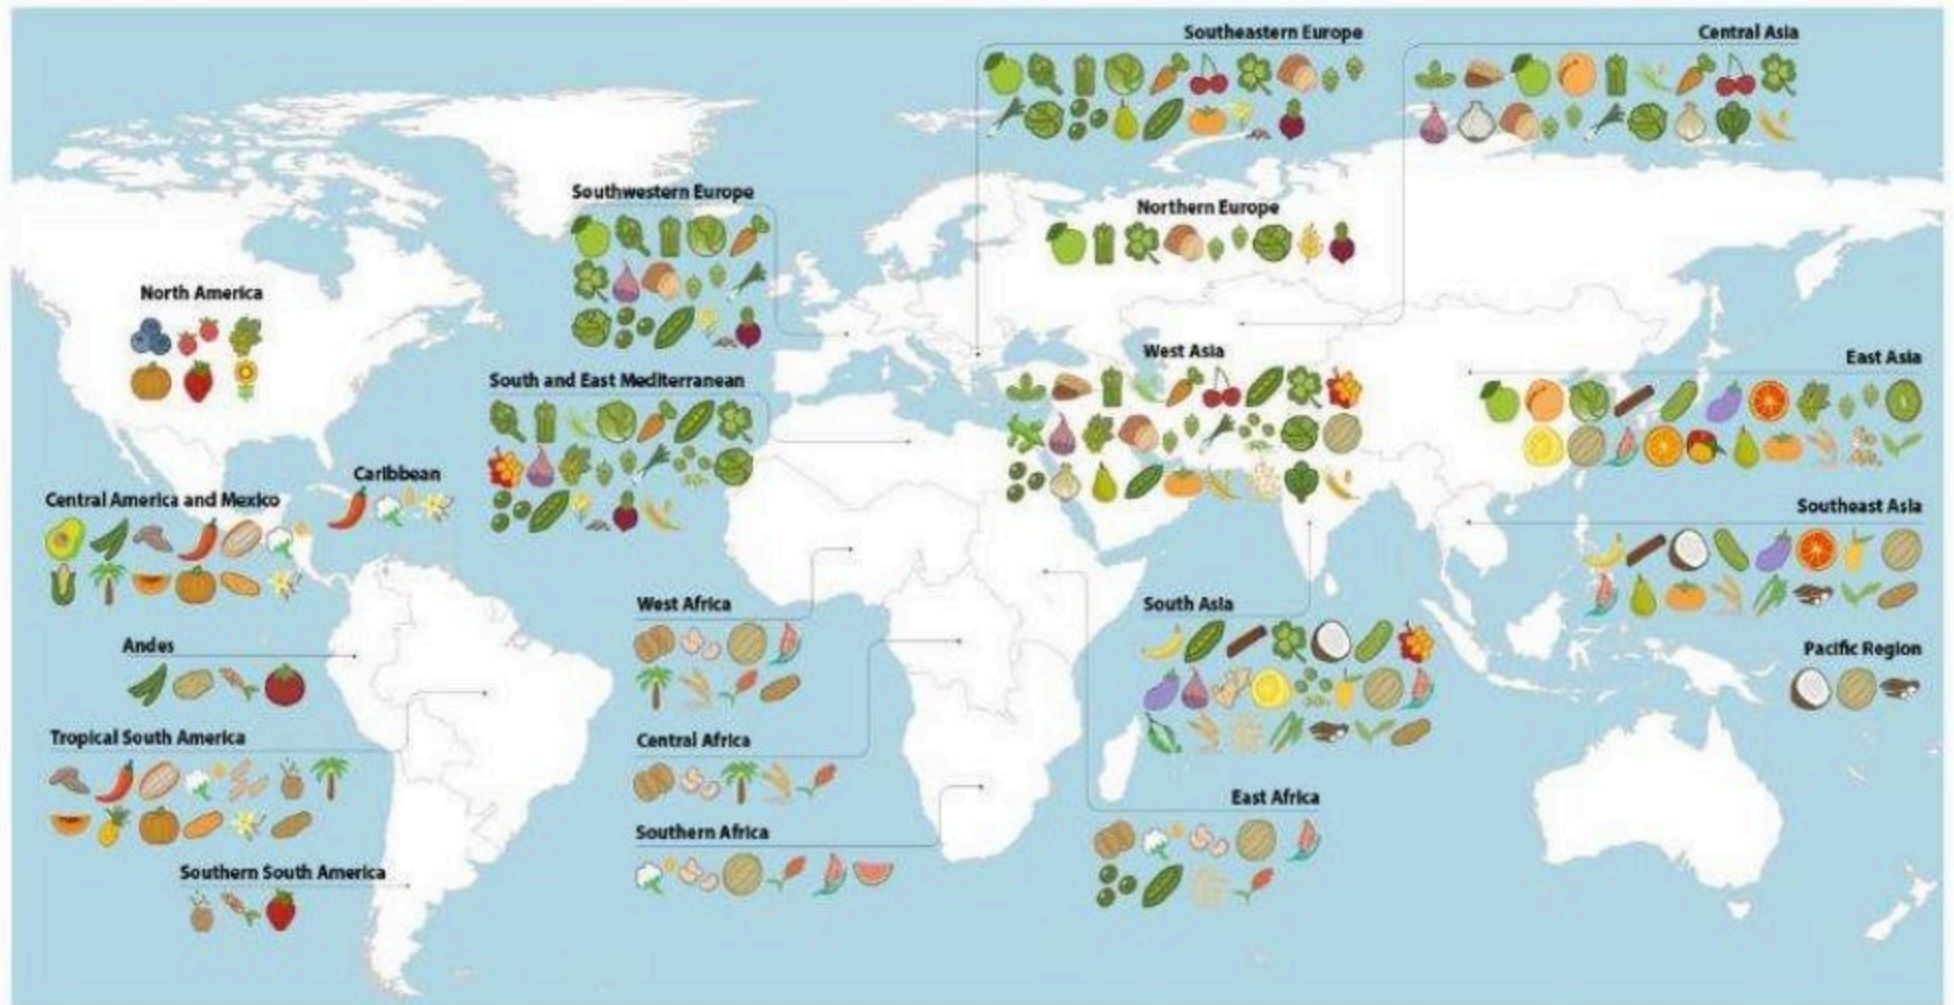 Southeastern Europe
Central Asia
Southwestern Europe
Northern Europe
North America
West Asia
East Asia
South and East Mediterranean
Caribbean
Central America and Mexico
Southeast Asia
West Africa
South Asia
Andes
Pacific Region
Tropical South America
Central Africa
East Africa
Southern Africa
Southern South America